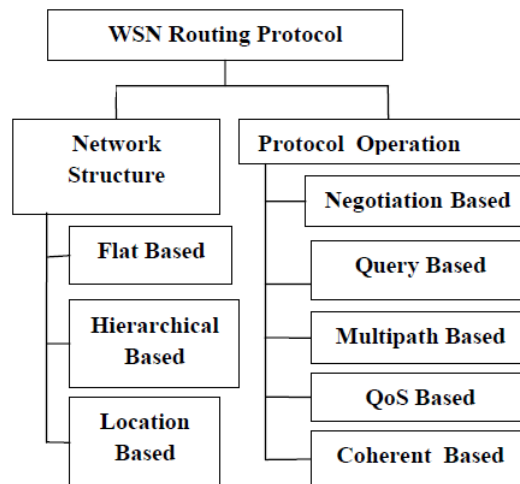 WSN Routing Protocol
Network
Structure
Flat Based
Hierarchical
Based
Location
Based
Protocol Operation
Negotiation Based
Query Based
Multipath Based
QoS Based
Coherent Based